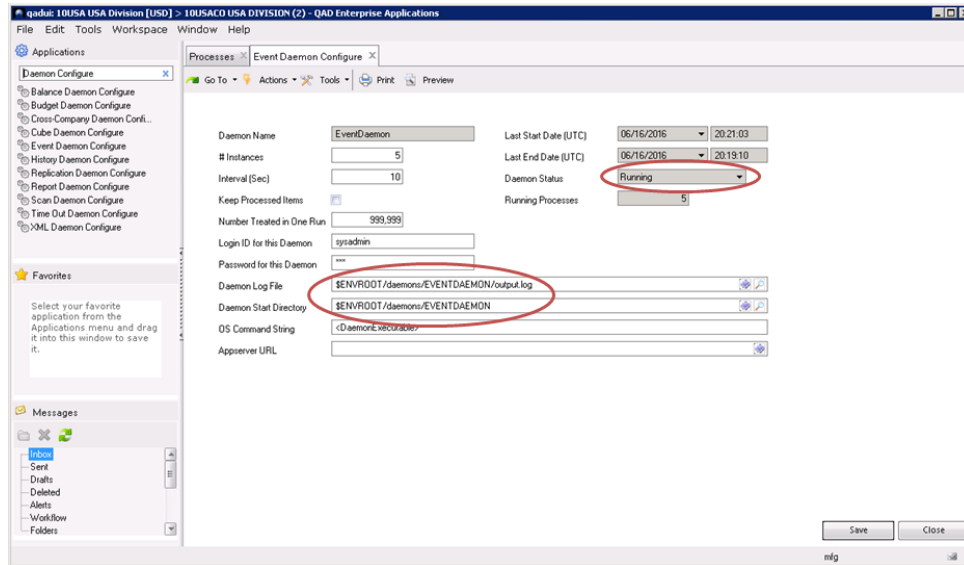 qadui: 10USA USA Division [USD] > 10USACO USA DIVISION (2) - QAD Enterprise Applications
File Edit Tools Workspace Window Help
Applications
Daemon Configure
Balance Daemon Configure
Budget Daemon Configure
Cross-Company Daemon Confi...
Cube Daemon Configure
Event Daemon Configure
History Daemon Configure
Replication Daemon Configure
Report Daemon Configure
Scan Daemon Configure
Time Out Daemon Configure
XML Daemon Configure
Favorites
Select your favorite
application from the
Applications menu and drag
it into this window to save
it.
Messages
Inbox
Sent
Drafts
Deleted
Alerts
Workflow
Folders
Processes Event Daemon Configure
Go To Actions Tools Print Preview
Daemon Name EventDaemon Last Start Date (UTC) 06/16/2016 20:21:03
# Instances 5 Last End Date (UTC) 06/16/2016 20:19:10
Interval (Sec) 10 Daemon Status Running
Keep Processed Items Running Processes 5
Number Treated in One Run 999,999
Login ID for this Daemon sysadmin
Password for this Daemon ***
Daemon Log File $ENVROOT/daemons/EVENTDAEMON/output.log
Daemon Start Directory $ENVROOT/daemons/EVENTDAEMON
OS Command String <DaemonExecutable>
Appserver URL
Save Close
mfg